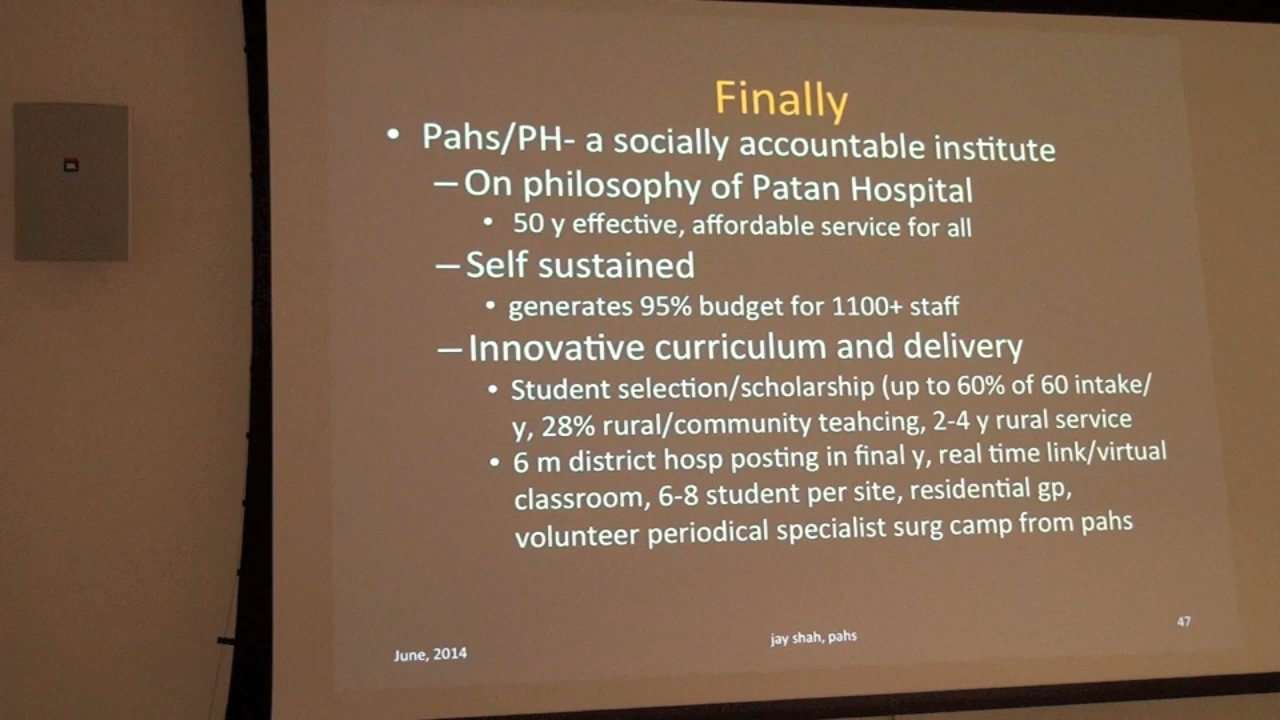 Finally
• Pahs/PH- a socially accountable institute
– On philosophy of Patan Hospital
• 50 y effective, affordable service for all
– Self sustained
• generates 95% budget for 1100+ staff
– Innovative curriculum and delivery
• Student selection/scholarship (up to 60% of 60 intake/
y, 28% rural/community teahcing, 2-4 y rural service
• 6 m district hosp posting in final y, real time link/virtual
classroom, 6-8 student per site, residential gp,
volunteer periodical specialist surg camp from pahs
June, 2014
jay shah, pahs
47